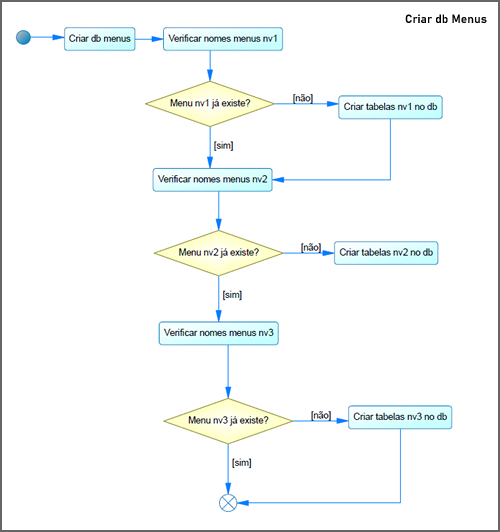 Criar db Menus
Criar db menus
Verificar nomes menus nv1
Menu nv1 já existe?
[não]
Criar tabelas nv1 no db
[sim]
Verificar nomes menus nv2
Menu nv2 já existe?
[não]
Criar tabelas nv2 no db
[sim]
Verificar nomes menus nv3
Menu nv3 já existe?
[não]
Criar tabelas nv3 no db
[sim]